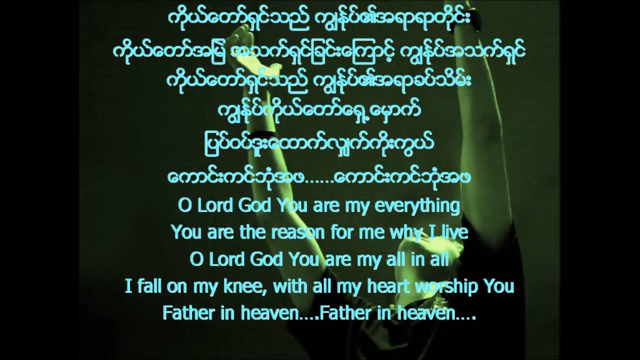 ကိုယ်တော်ရှင်သည် ကျွန်ုပ်၏အရာရာတိုင်း
ကိုယ်တော်အမြဲ အသက်ရှင်ခြင်းကြောင့် ကျွန်ုပ်အသက်ရှင်
ကိုယ်တော်ရှင်သည် ကျွန်ုပ်၏အရာခပ်သိမ်း
ကျွန်ုပ်ကိုယ်တော်ရှေ့မှောက်
ပြပ်ဝပ်ဒူးထောက်လျှက်ကိုးကွယ်
ကောင်းကင်ဘုံအဖ......ကောင်းကင်ဘုံအဖ
O Lord God You are my everything
You are the reason for me why I live
O Lord God You are my all in all
I fall on my knee, with all my heart worship You
Father in heaven....Father in heaven....